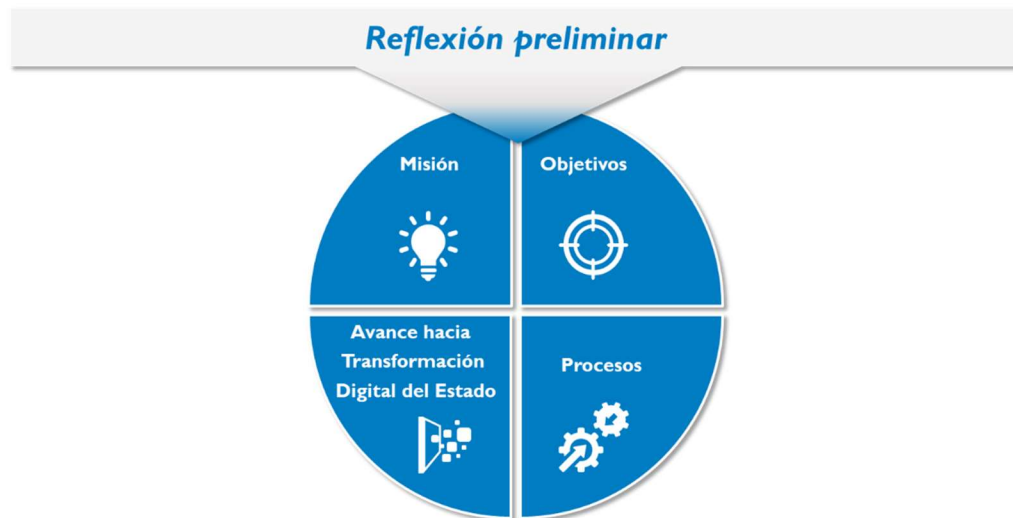 Reflexión preliminar
Misión
Objetivos
Avance hacia
Transformación
Digital del Estado
Procesos